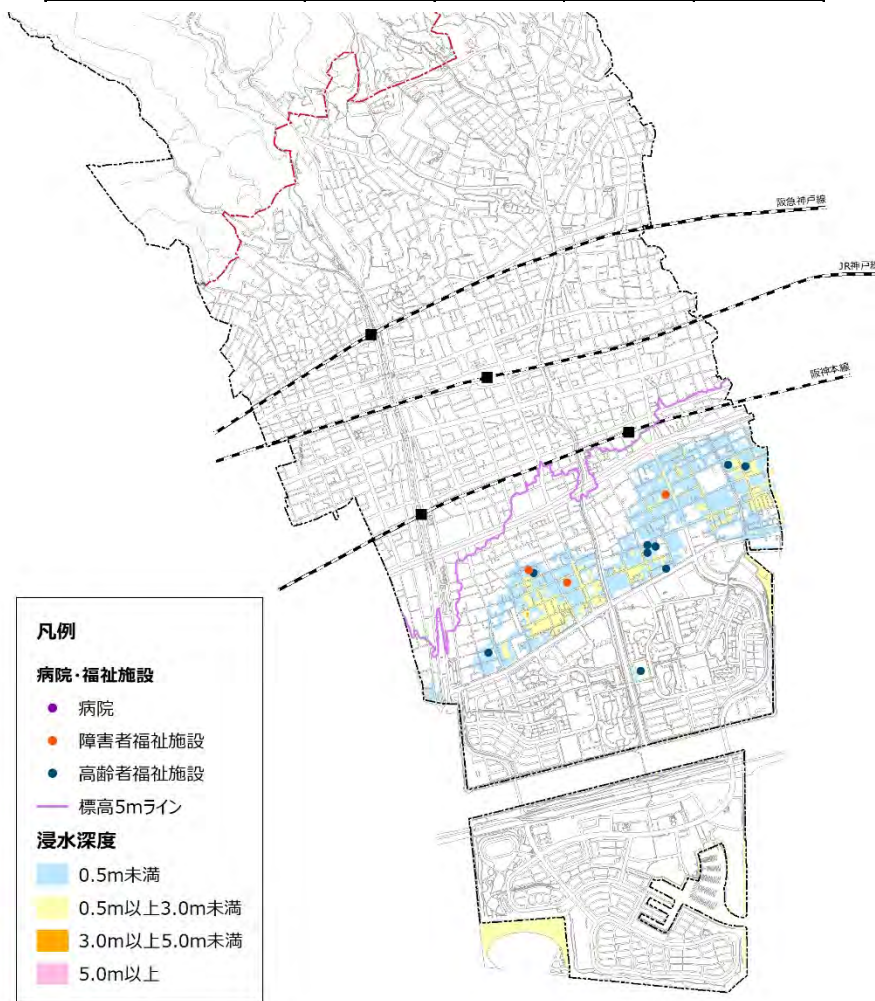 阪急神戸線
JR神戸線
阪神本線
凡例
病院・福祉施設
病院
障害者福祉施設
高齢者福祉施設
標高5mライン
浸水深度
0.5m未満
0.5m以上3.0m未満
3.0m以上5.0m未満
5.0m以上